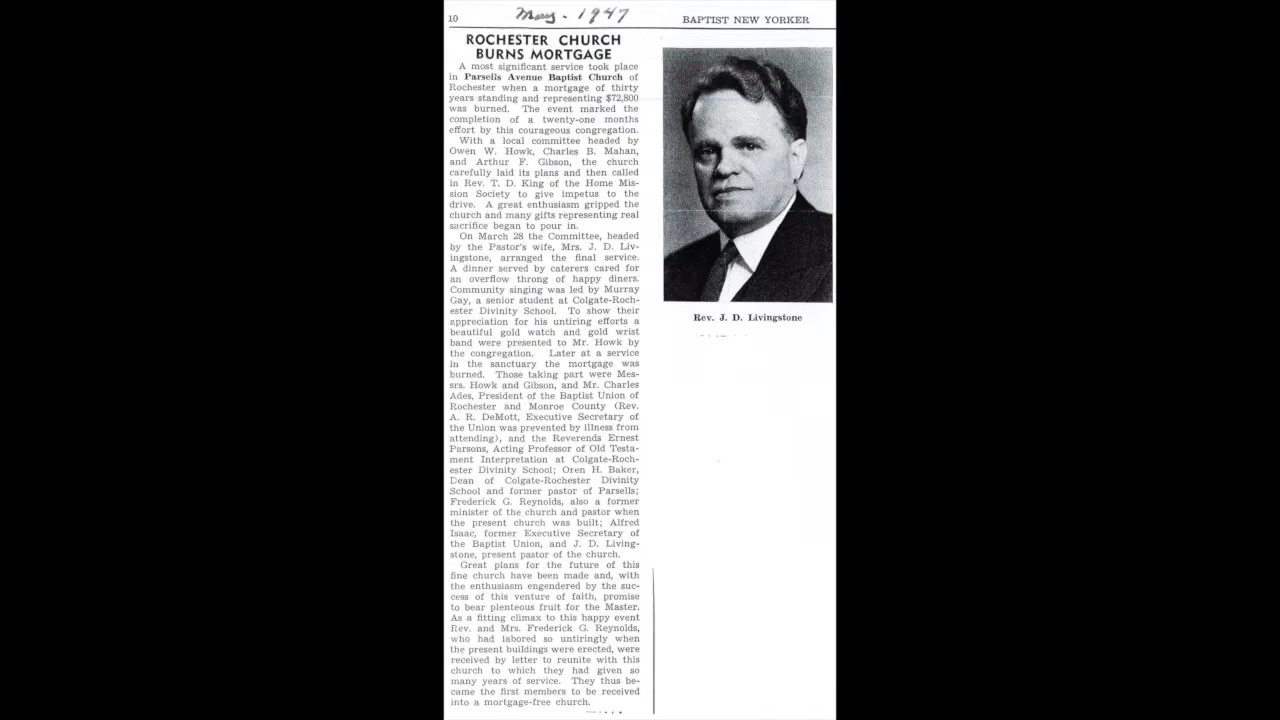 10
May - 1947
BAPTIST NEW YORKER
ROCHESTER CHURCH
BURNS MORTGAGE
A most significant service took place
in Parsells Avenue Baptist Church of
Rochester when a mortgage of thirty
years standing and representing $72,800
was burned. The event marked the
completion of a twenty-one months
effort by this courageous congregation.
With a local committee headed by
Owen W. Howk, Charles B. Mahan,
and Arthur F. Gibson, the church
carefully laid its plans and then called
in Rev. T. D. King of the Home Mis-
sion Society to give impetus to the
drive. A great enthusiasm gripped the
church and many gifts representing real
sacrifice began to pour in.
On March 28 the Committee, headed
by the Pastor's wife, Mrs. J. D. Liv-
ingstone, arranged the final service.
A dinner served by caterers cared for
an overflow throng of happy diners.
Community singing was led by Murray
Gay, a senior student at Colgate-Roch-
ester Divinity School. To show their
appreciation for his untiring efforts a
beautiful gold watch and gold wrist
band were presented to Mr. Howk by
the congregation. Later at a service
in the sanctuary the mortgage was
burned. Those taking part were Mes-
srs. Howk and Gibson, and Mr. Charles
Ades, President of the Baptist Union of
Rochester and Monroe County (Rev.
A. R. DeMott, Executive Secretary of
the Union was prevented by illness from
attending), and the Reverends Ernest
Parsons, Acting Professor of Old Testa-
ment Interpretation at Colgate-Roch-
ester Divinity School; Oren H. Baker,
Dean of Colgate-Rochester Divinity
School and former pastor of Parsells;
Frederick G. Reynolds, also a former
minister of the church and pastor when
the present church was built; Alfred
Isaac, former Executive Secretary of
the Baptist Union, and J. D. Living-
stone, present pastor of the church.
Great plans for the future of this
fine church have been made and, with
the enthusiasm engendered by the suc-
cess of this venture of faith, promise
to bear plenteous fruit for the Master.
As a fitting climax to this happy event
Rev. and Mrs. Frederick G. Reynolds,
who had labored so untiringly when
the present buildings were erected, were
received by letter to reunite with this
church to which they had given so
many years of service. They thus be-
came the first members to be received
into a mortgage-free church.
Rev. J. D. Livingstone